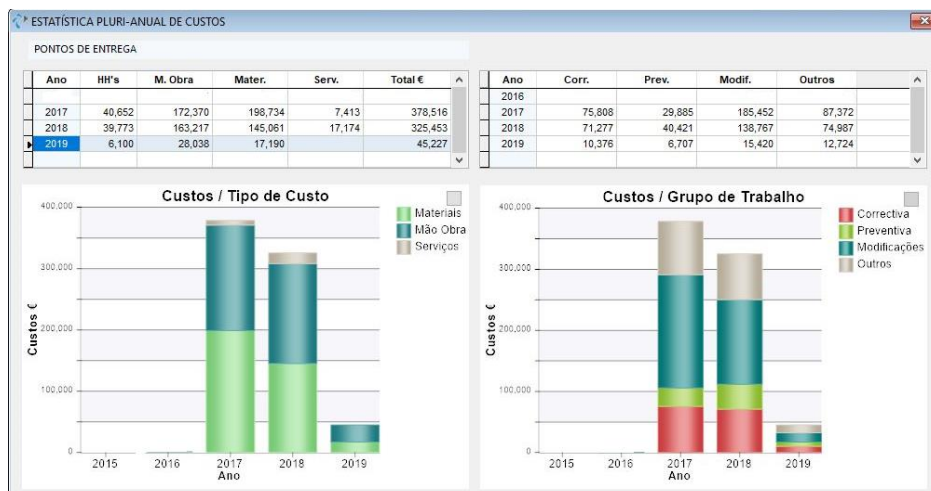 ESTATÍSTICA PLURI-ANUAL DE CUSTOS
PONTOS DE ENTREGA
Ano HH's M. Obra Mater. Serv. Total €
2017 40,652 172,370 198,734 7,413 378,516
2018 39,773 163,217 145,061 17,174 325,453
2019 6,100 28,038 17,190 45,227
Ano Corr. Prev. Modif. Outros
2016
2017 75,808 29,885 185,452 87,372
2018 71,277 40,421 138,767 74,987
2019 10,376 6,707 15,420 12,724
Custos / Tipo de Custo
Materiais
Mão Obra
Serviços
Custos €
400,000
300,000
200,000
100,000
0
2015 2016 2017 2018 2019
Ano
Custos / Grupo de Trabalho
Correctiva
Preventiva
Modificações
Outros
Custos €
400,000
300,000
200,000
100,000
0
2015 2016 2017 2018 2019
Ano